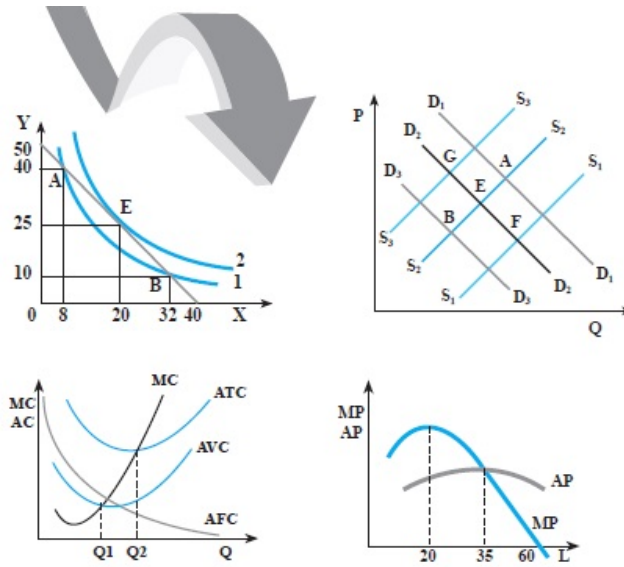 Y
50
40
A
E
25
10
B
2
1
0 8 20 32 40 X
P
D₁
S₃
D₂
S₂
D₃
G
A
S₁
E
B
F
S₃
S₂
D₁
S₁
D₃
D₂
Q
MC
AC
MC
ATC
AVC
AFC
Q1 Q2 Q
MP
AP
AP
MP
20 35 60 L